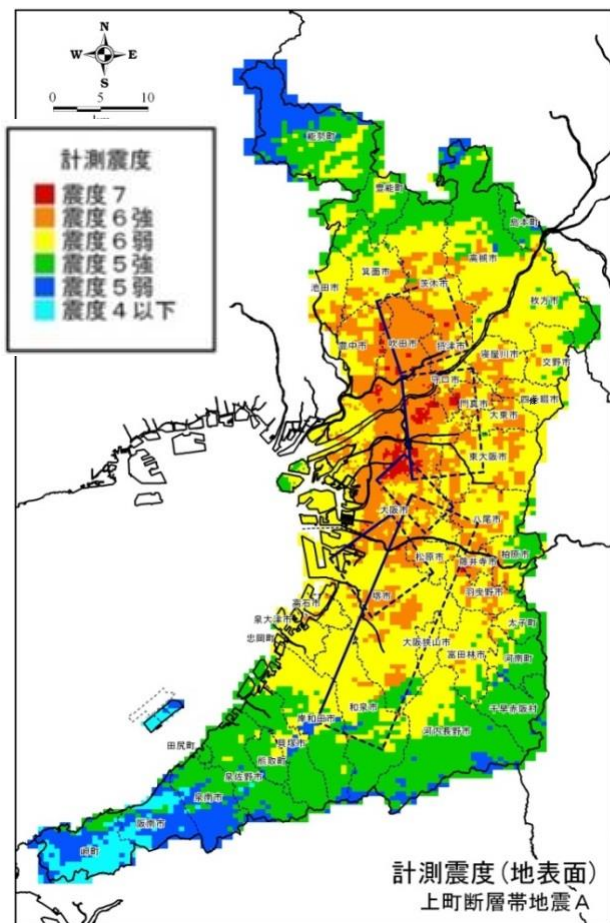 N
W E
S
0 5 10
km
計測震度
震度7
震度6強
震度6弱
震度5強
震度5弱
震度4以下
能勢町
豊能町
島本町
高槻市
箕面市
茨木市
池田市
枚方市
豊中市
吹田市
摂津市
寝屋川市
交野市
守口市
門真市
四條畷市
大東市
東大阪市
大阪市
八尾市
松原市
柏原市
藤井寺市
堺市
羽曳野市
高石市
泉大津市
太子町
忠岡町
大阪狭山市
富田林市
河南町
千早赤阪村
和泉市
岸和田市
河内長野市
貝塚市
田尻町
熊取町
泉佐野市
泉南市
阪南市
岬町
計測震度(地表面)
上町断層帯地震A